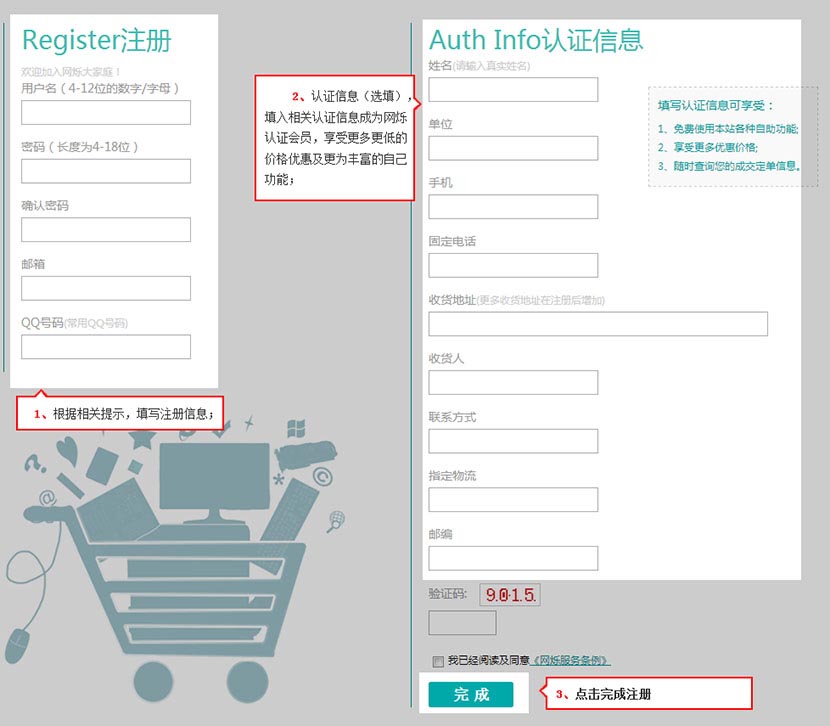 Register注册
欢迎加入网烁大家庭！
用户名（4-12位的数字/字母）
密码（长度为4-18位）
确认密码
邮箱
QQ号码(常用QQ号码)
1、根据相关提示，填写注册信息；
2、认证信息（选填），
填入相关认证信息成为网烁
认证会员，享受更多更低的
价格优惠及更为丰富的自己
功能；
Auth Info认证信息
姓名(请输入真实姓名)
单位
手机
固定电话
收货地址(更多收货地址在注册后增加)
收货人
联系方式
指定物流
邮编
填写认证信息可享受：
1、免费使用本站各种自助功能;
2、享受更多优惠价格;
3、随时查询您的成交定单信息。
验证码:
9.0.1.5.
我已经阅读及同意《网烁服务条例》
完 成
3、点击完成注册